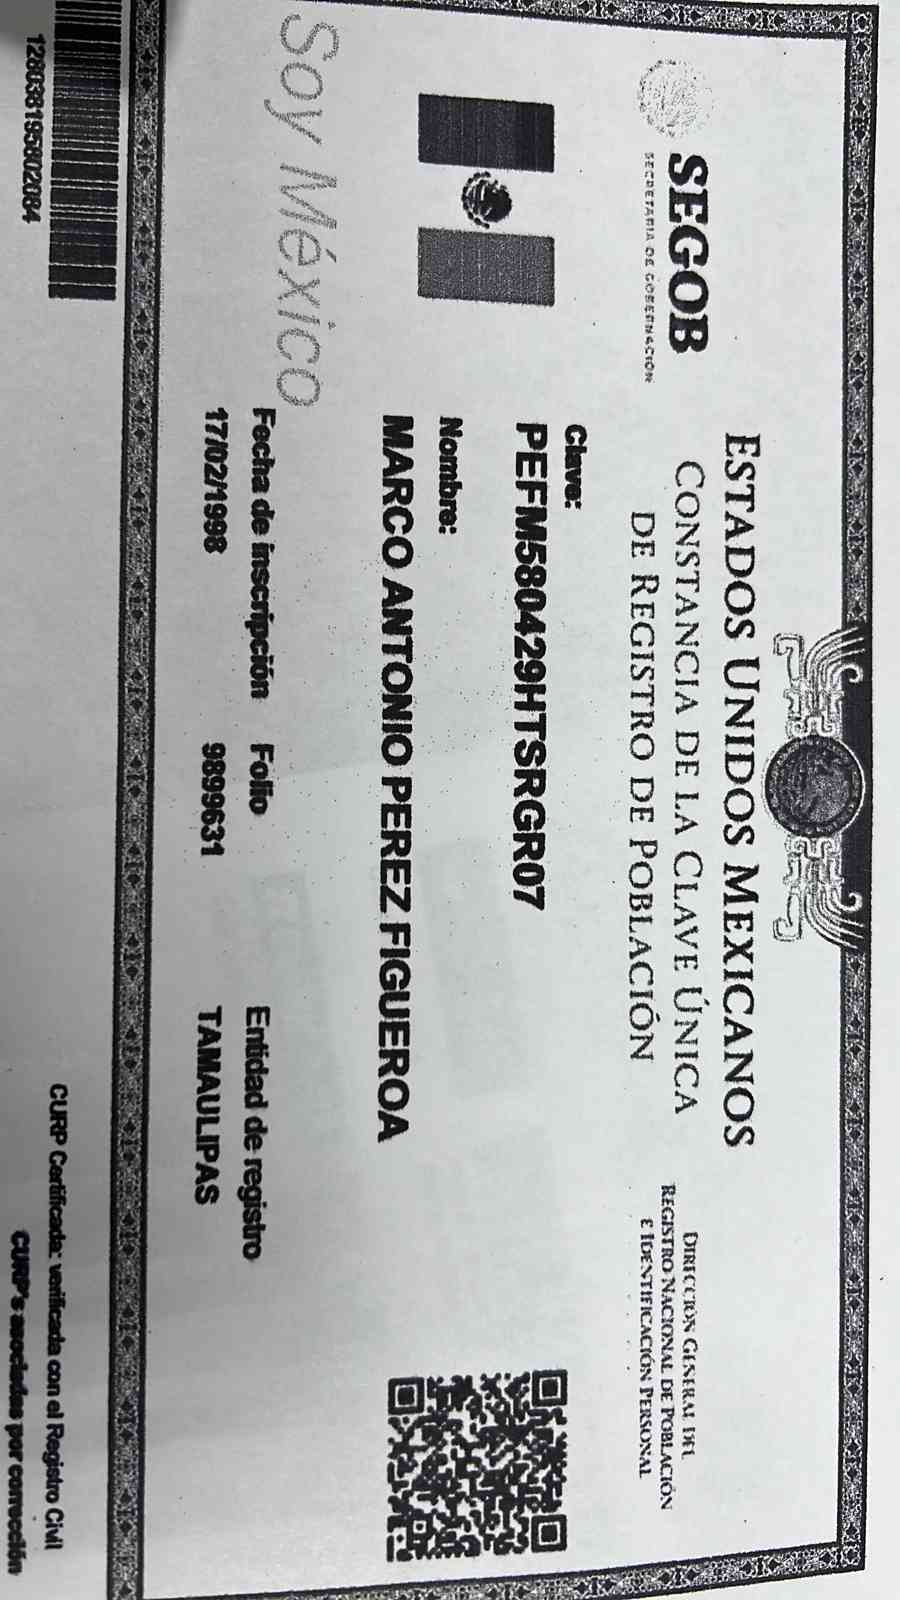 ESTADOS UNIDOS MEXICANOS
CONSTANCIA DE LA CLAVE ÚNICA
DE REGISTRO DE POBLACIÓN
SEGOB
SECRETARÍA DE GOBERNACIÓN
DIRECCIÓN GENERAL DEL
REGISTRO NACIONAL DE POBLACIÓN
E IDENTIFICACIÓN PERSONAL
Clave:
PEFM580429HTSRGR07
Nombre:
MARCO ANTONIO PEREZ FIGUEROA
Soy México
Fecha de inscripción Folio Entidad de registro
17/02/1998 9899631 TAMAULIPAS
128038195802084
CURP Certificada: verificada con el Registro Civil
CURP's asociadas por corrección